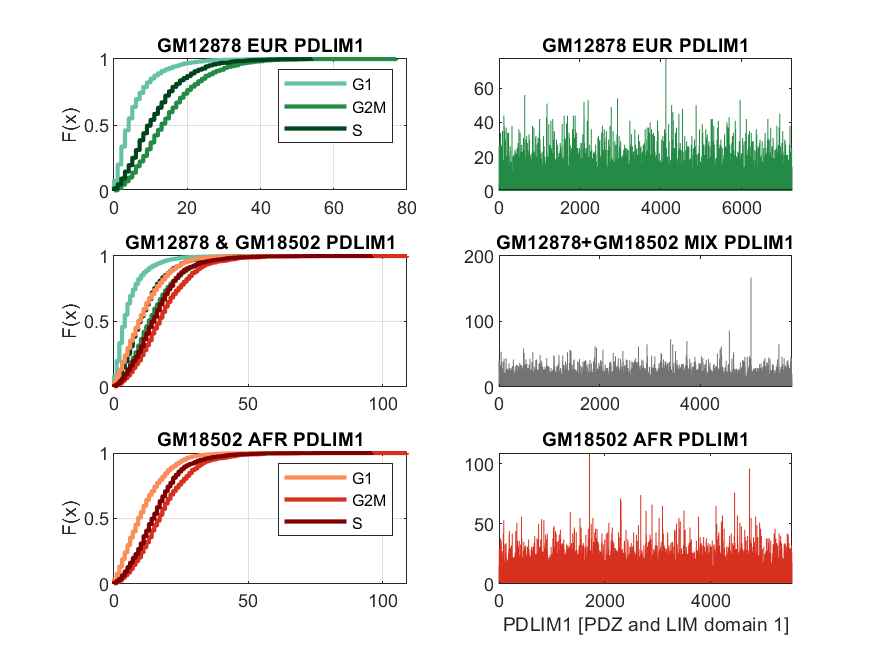 GM12878 EUR PDLIM1
F(x)
1
0.5
0
0 20 40 60 80
G1
G2M
S
GM12878 EUR PDLIM1
60
40
20
0
0 2000 4000 6000
GM12878 & GM18502 PDLIM1
F(x)
1
0.5
0
0 50 100
GM12878+GM18502 MIX PDLIM1
200
100
0
0 2000 4000
GM18502 AFR PDLIM1
F(x)
1
0.5
0
0 50 100
G1
G2M
S
GM18502 AFR PDLIM1
100
50
0
0 2000 4000
PDLIM1 [PDZ and LIM domain 1]